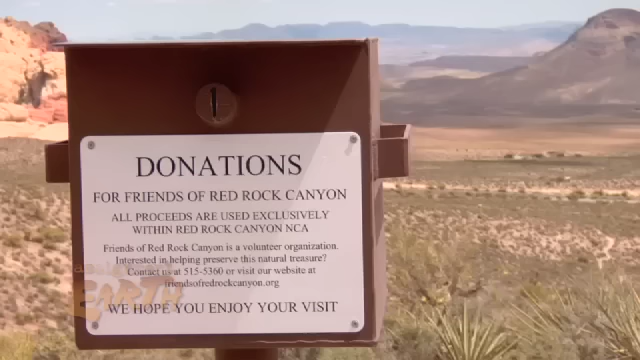 DONATIONS
FOR FRIENDS OF RED ROCK CANYON
ALL PROCEEDS ARE USED EXCLUSIVELY
WITHIN RED ROCK CANYON NCA
Friends of Red Rock Canyon is a volunteer organization.
Interested in helping preserve this natural treasure?
Contact us at 515-5360 or visit our website at
friendsofredrockcanyon.org
EARTH
WE HOPE YOU ENJOY YOUR VISIT